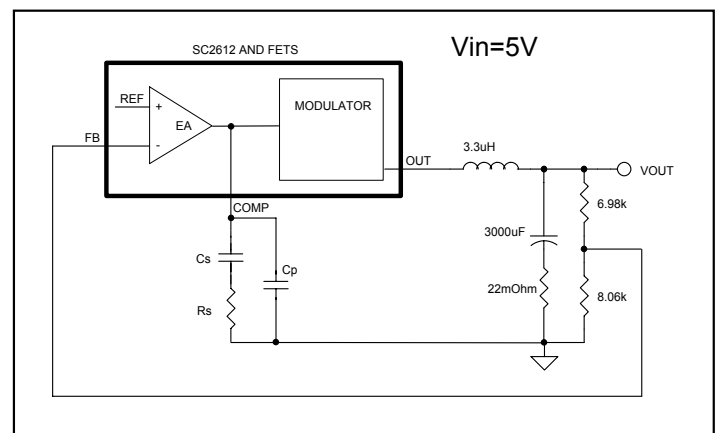 SC2612 AND FETS
Vin=5V
REF
+
EA
-
MODULATOR
FB
OUT
3.3uH
VOUT
6.98k
COMP
3000uF
Cs
Cp
22mOhm
8.06k
Rs